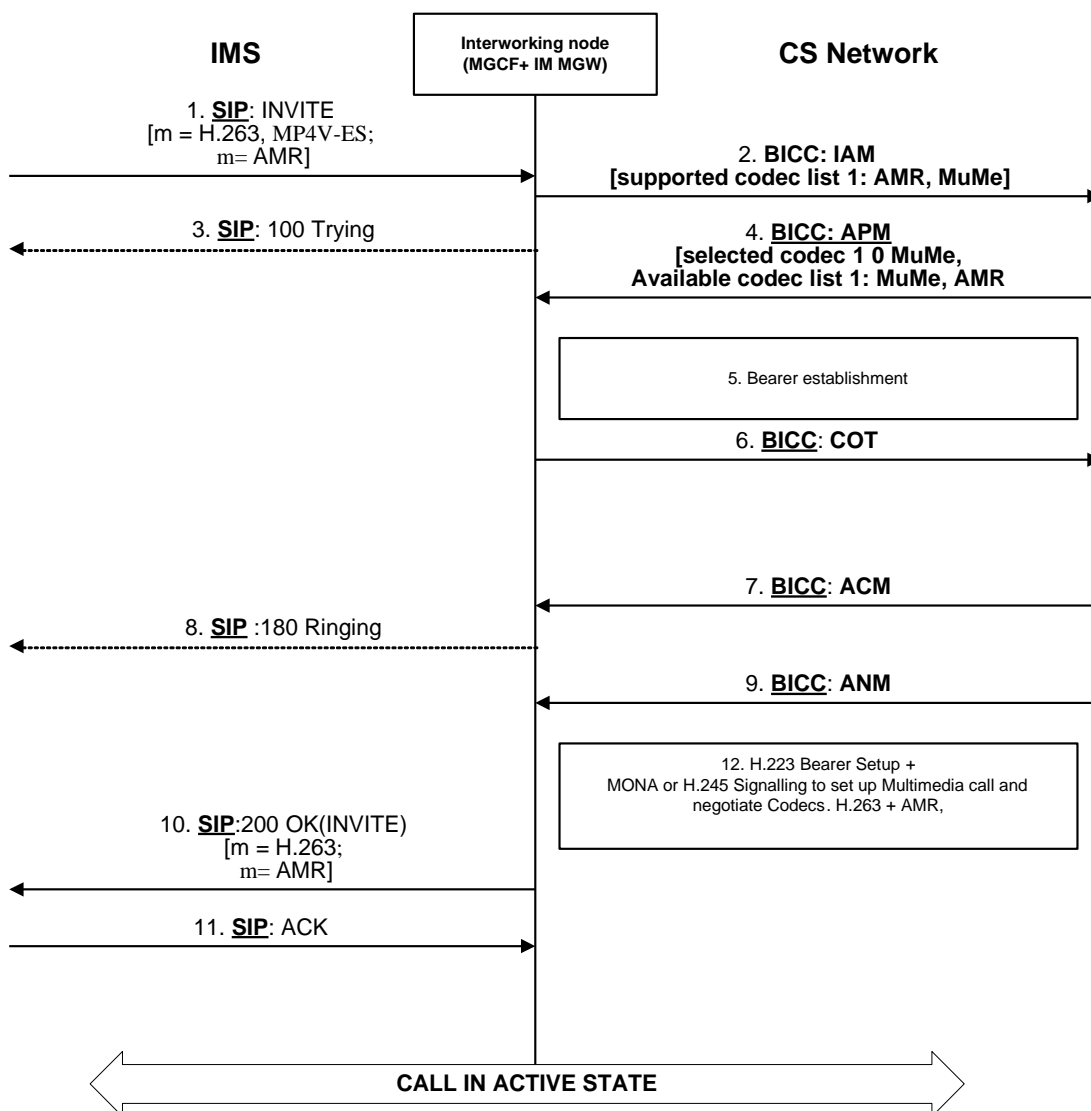 IMS
Interworking node
(MGCF+ IM MGW)
CS Network
1. SIP: INVITE
[m = H.263, MP4V-ES;
m= AMR]
2. BICC: IAM
[supported codec list 1: AMR, MuMe]
3. SIP: 100 Trying
4. BICC: APM
[selected codec 1 0 MuMe,
Available codec list 1: MuMe, AMR
5. Bearer establishment
6. BICC: COT
7. BICC: ACM
8. SIP :180 Ringing
9. BICC: ANM
12. H.223 Bearer Setup +
MONA or H.245 Signalling to set up Multimedia call and
negotiate Codecs. H.263 + AMR,
10. SIP:200 OK(INVITE)
[m = H.263;
m= AMR]
11. SIP: ACK
CALL IN ACTIVE STATE